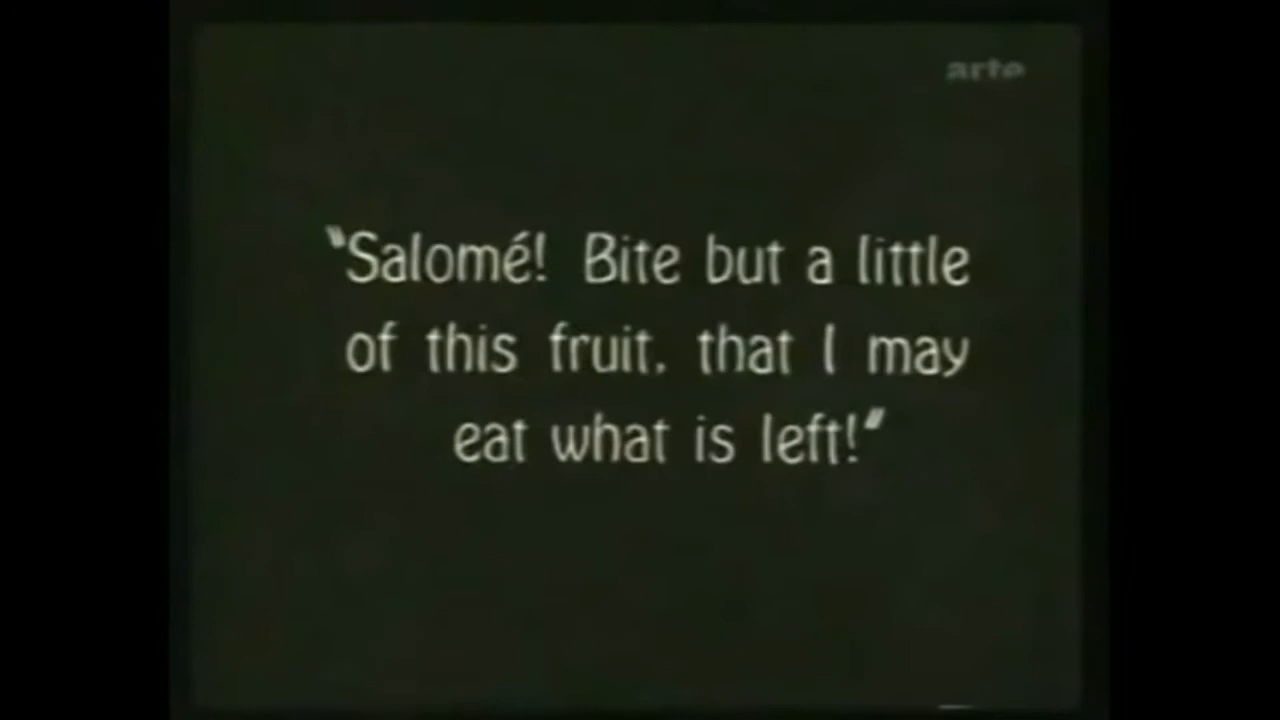 arte
"Salomé! Bite but a little
of this fruit. that I may
eat what is left!"